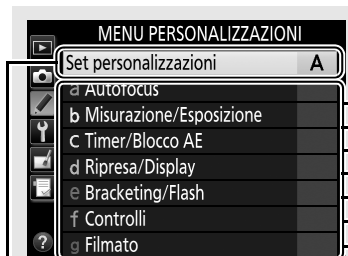 MENU PERSONALIZZAZIONI
Set personalizzazioni A
a Autofocus
b Misurazione/Esposizione
c Timer/Blocco AE
d Ripresa/Display
e Bracketing/Flash
f Controlli
g Filmato
?